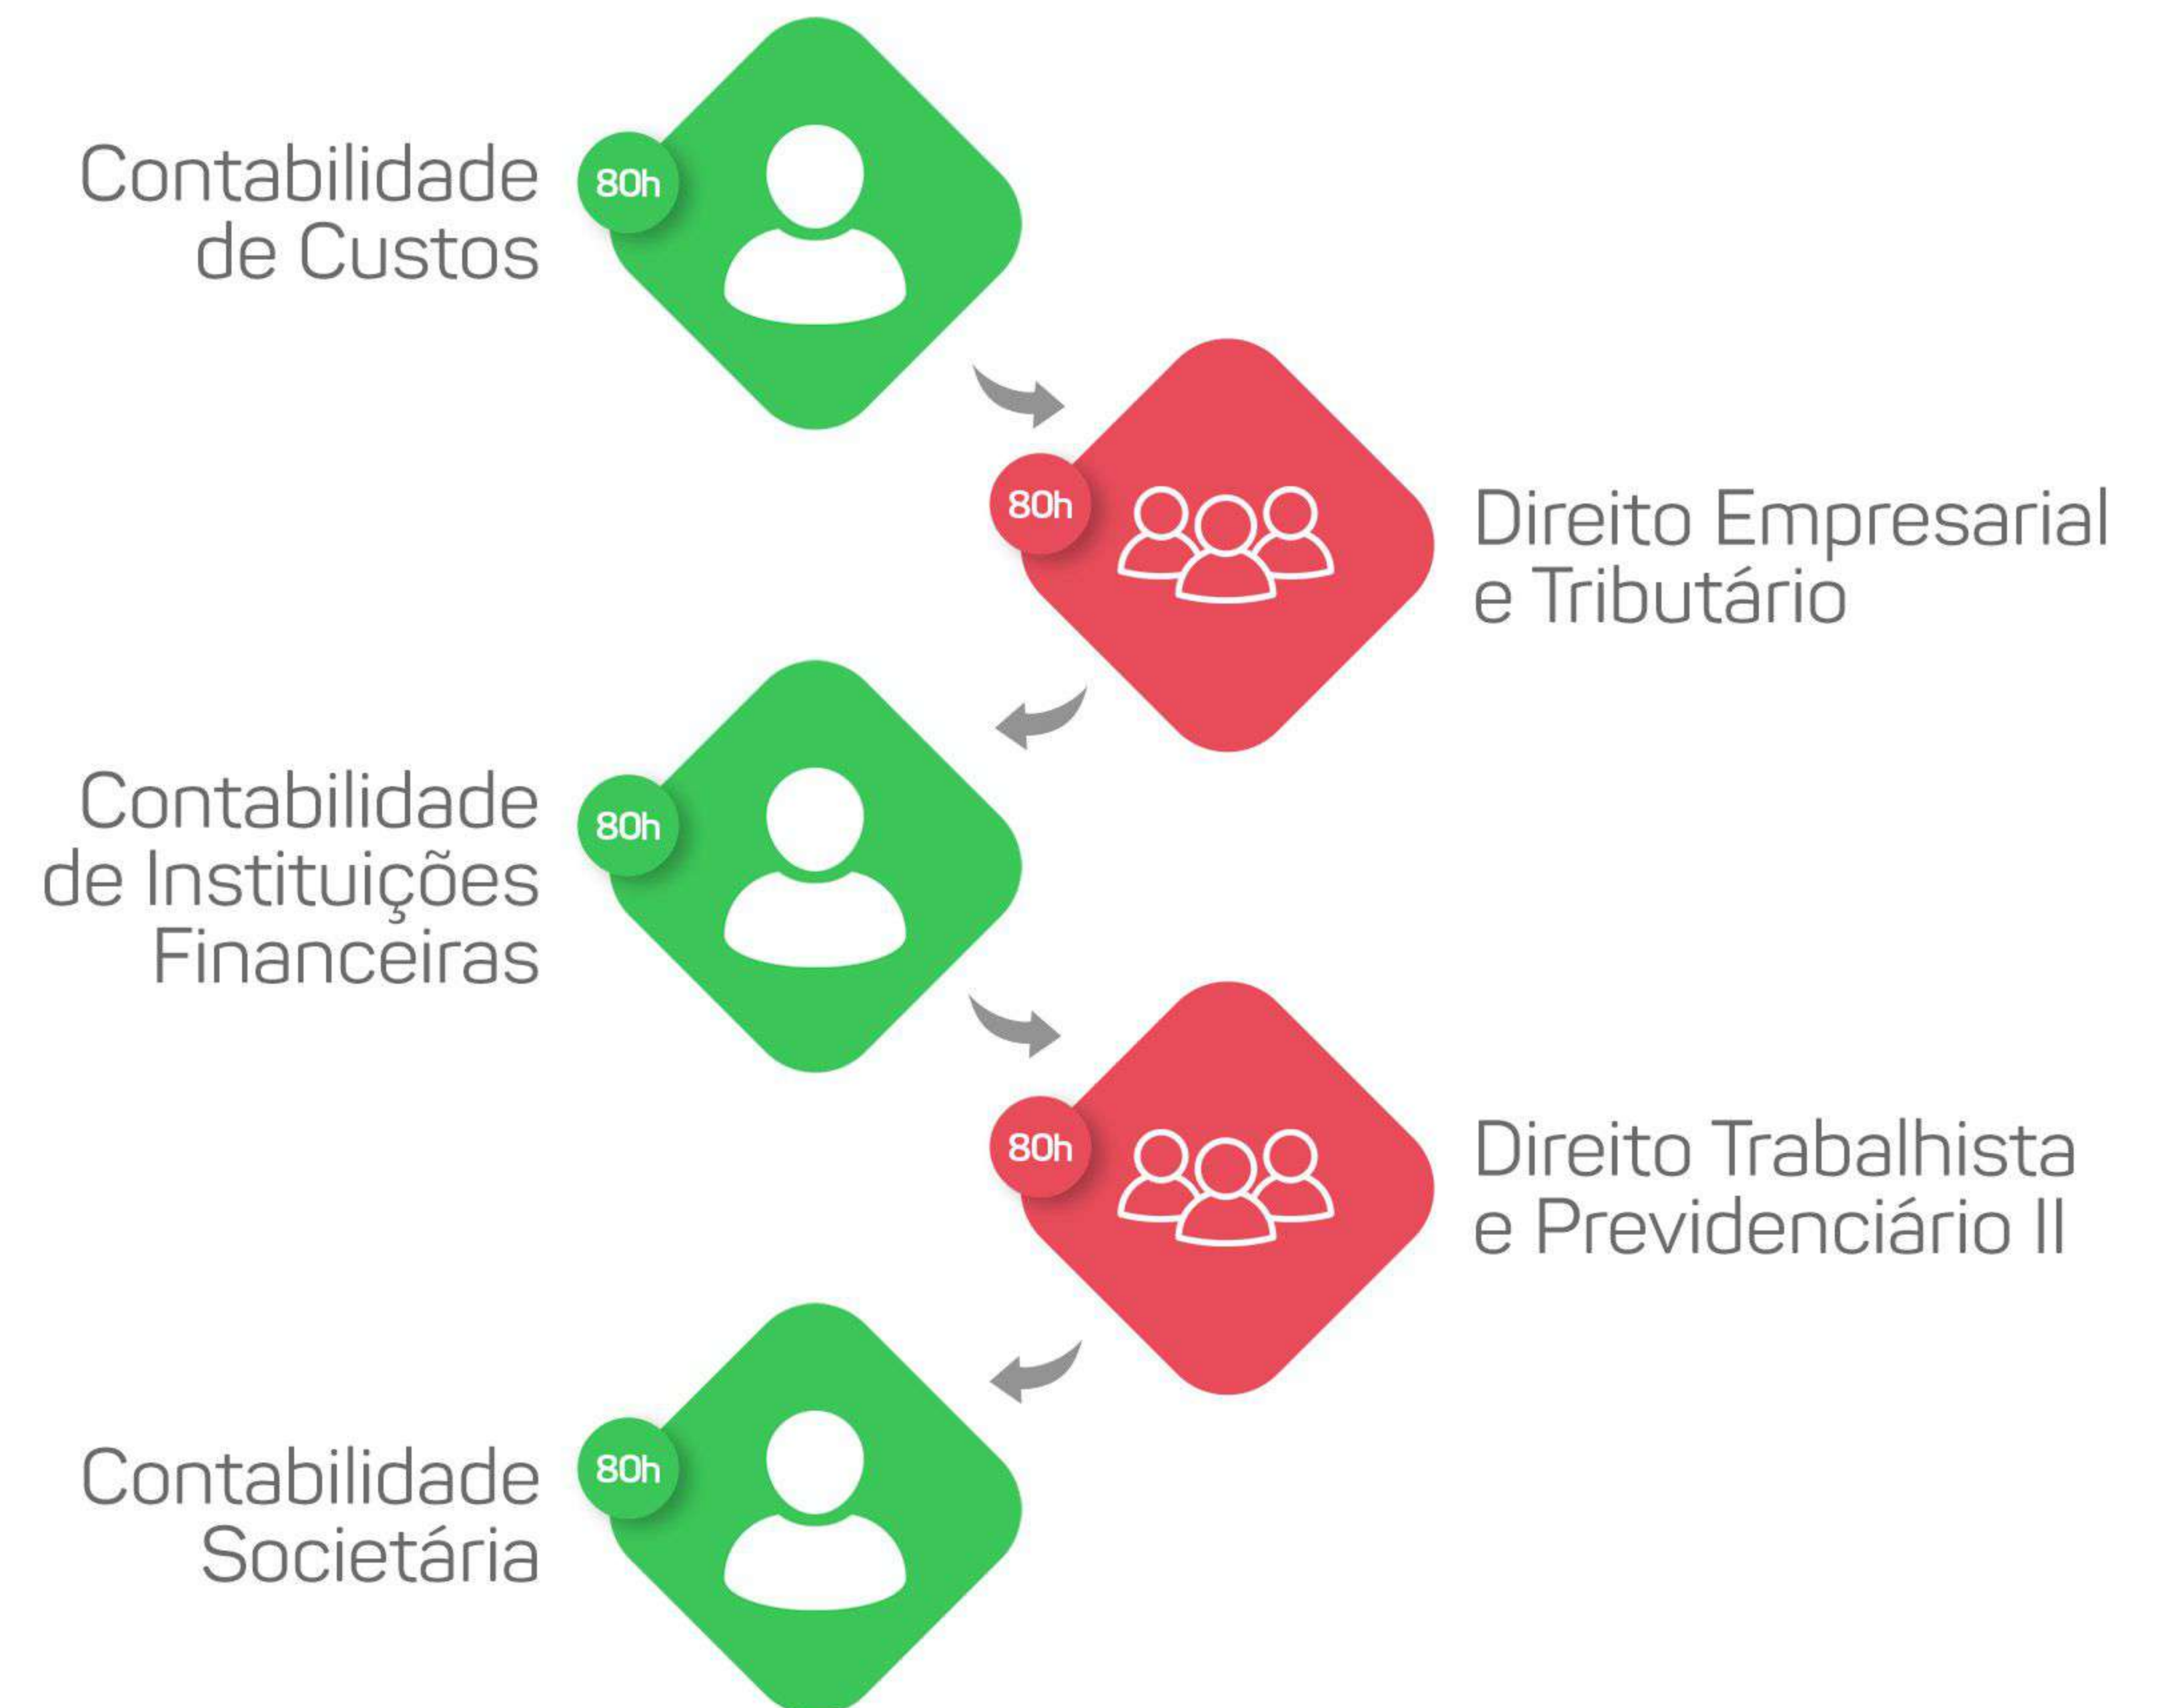 Contabilidade
de Custos
80h
80h
Direito Empresarial
e Tributário
Contabilidade
de Instituições
Financeiras
80h
80h
Direito Trabalhista
e Previdenciário II
Contabilidade
Societária
80h